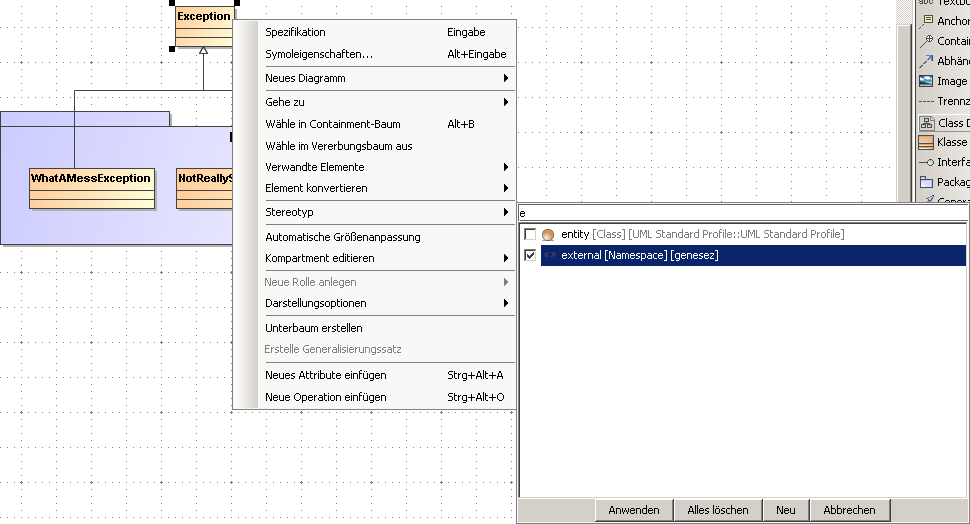 Exception
WhatAMessException
NotReally
Spezifikation Eingabe
Symoleigenschaften... Alt+Eingabe
Neues Diagramm
Gehe zu
Wähle in Containment-Baum Alt+B
Wähle im Vererbungsbaum aus
Verwandte Elemente
Element konvertieren
Stereotyp
Automatische Größenanpassung
Kompartment editieren
Neue Rolle anlegen
Darstellungsoptionen
Unterbaum erstellen
Erstelle Generalisierungssatz
Neues Attribute einfügen Strg+Alt+A
Neue Operation einfügen Strg+Alt+O
e
entity [Class] [UML Standard Profile::UML Standard Profile]
external [Namespace] [genesez]
Anwenden
Alles löschen
Neu
Abbrechen
Anchor
Contai
Abhän
Image
Trennz
Class D
Klasse
Interfa
Packag